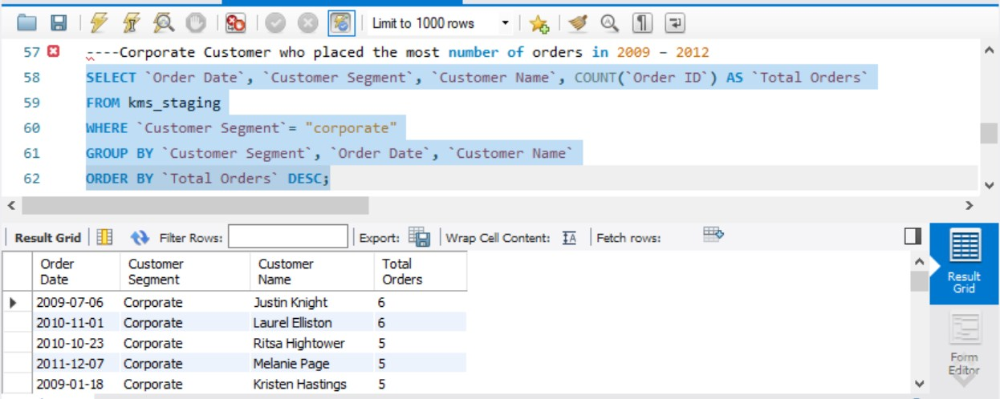 Limit to 1000 rows
57 ----Corporate Customer who placed the most number of orders in 2009 – 2012
58 SELECT `Order Date`, `Customer Segment`, `Customer Name`, COUNT(`Order ID`) AS `Total Orders`
59 FROM kms_staging
60 WHERE `Customer Segment`= "corporate"
61 GROUP BY `Customer Segment`, `Order Date`, `Customer Name`
62 ORDER BY `Total Orders` DESC;
Result Grid Filter Rows: Export: Wrap Cell Content: Fetch rows:
Order Date Customer Segment Customer Name Total Orders
2009-07-06 Corporate Justin Knight 6
2010-11-01 Corporate Laurel Elliston 6
2010-10-23 Corporate Ritsa Hightower 5
2011-12-07 Corporate Melanie Page 5
2009-01-18 Corporate Kristen Hastings 5
Result
Grid
Form
Editor